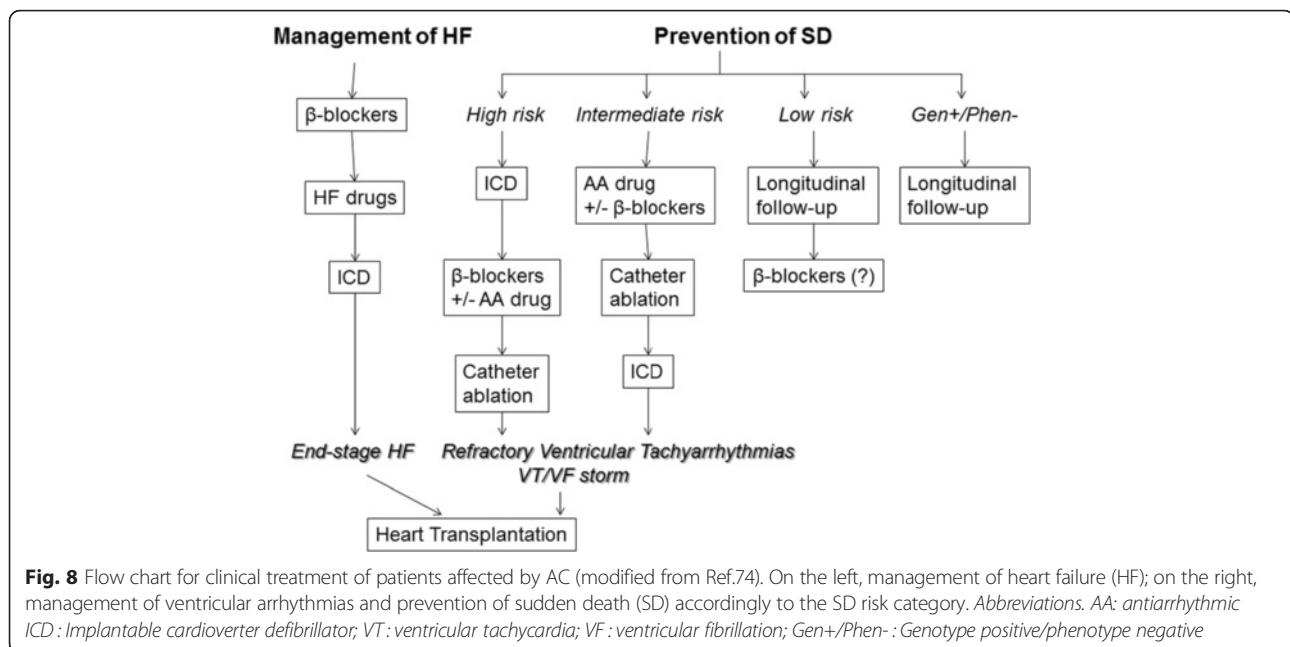 Management of HF
Prevention of SD
β-blockers
HF drugs
ICD
End-stage HF
High risk
ICD
β-blockers
+/- AA drug
Catheter
ablation
Intermediate risk
AA drug
+/- β-blockers
Catheter
ablation
ICD
Low risk
Longitudinal
follow-up
β-blockers (?)
Gen+/Phen-
Longitudinal
follow-up
Refractory Ventricular Tachyarrhythmias
VT/VF storm
Heart Transplantation
Fig. 8 Flow chart for clinical treatment of patients affected by AC (modified from Ref.74). On the left, management of heart failure (HF); on the right,
management of ventricular arrhythmias and prevention of sudden death (SD) accordingly to the SD risk category. Abbreviations. AA: antiarrhythmic
ICD : Implantable cardioverter defibrillator; VT : ventricular tachycardia; VF : ventricular fibrillation; Gen+/Phen- : Genotype positive/phenotype negative